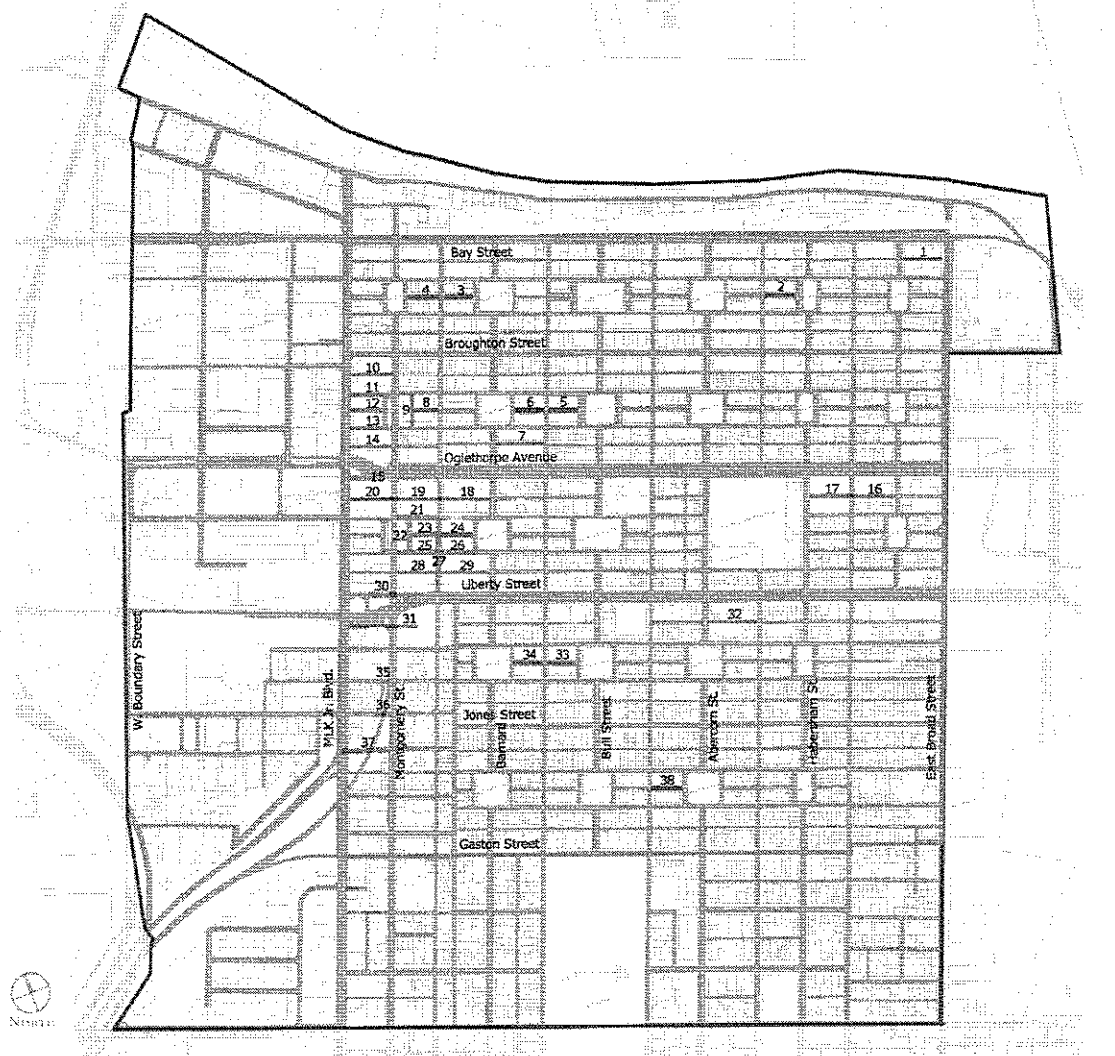 Bay Street
1
4 3 2
Broughton Street
10
11
12 9 8 6 5
13
14 7
Oglethorpe Avenue
15
20 19 18 17 16
21
22 23 24
25 26
28 27 29
30 Liberty Street
31 32
34 33
W. Boundary Street
MLK Jr. Blvd.
35
36
37
Montgomery St.
Jones Street
Barnard
Bull Street
Abercorn St.
Habersham St.
East Broad Street
38
Gaston Street
North